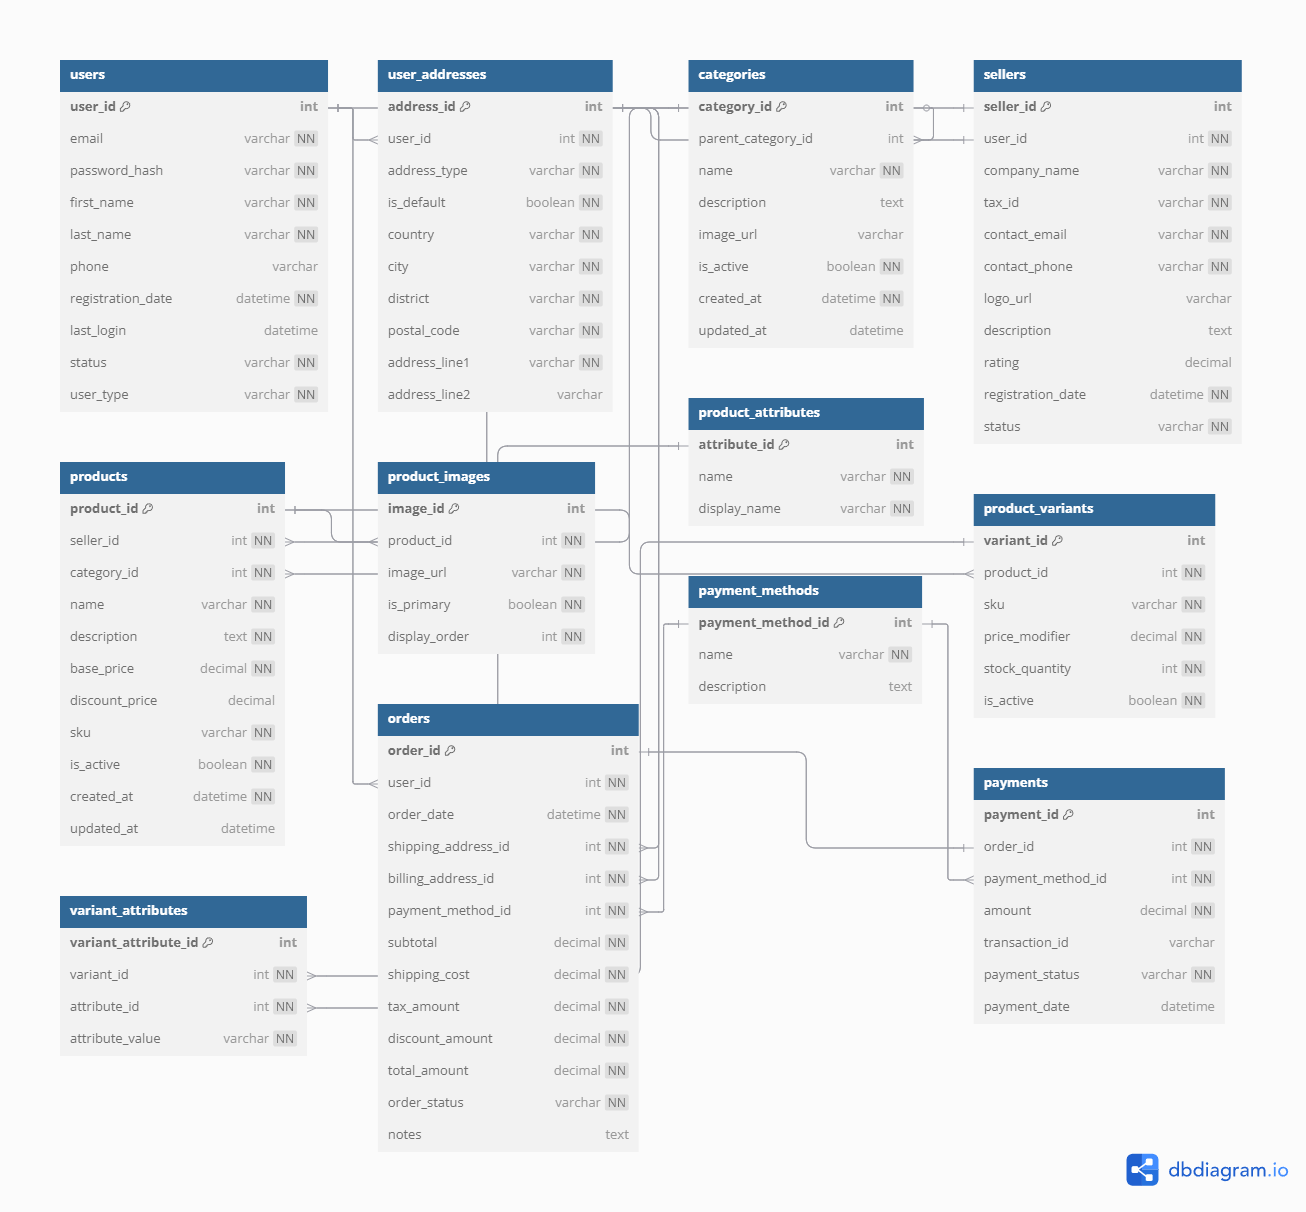 users
user_id int
email varchar NN
password_hash varchar NN
first_name varchar NN
last_name varchar NN
phone varchar
registration_date datetime NN
last_login datetime
status varchar NN
user_type varchar NN
user_addresses
address_id int
user_id int NN
address_type varchar NN
is_default boolean NN
country varchar NN
city varchar NN
district varchar NN
postal_code varchar NN
address_line1 varchar NN
address_line2 varchar
categories
category_id int
parent_category_id int
name varchar NN
description text
image_url varchar
is_active boolean NN
created_at datetime NN
updated_at datetime
sellers
seller_id int
user_id int NN
company_name varchar NN
tax_id varchar NN
contact_email varchar NN
contact_phone varchar NN
logo_url varchar
description text
rating decimal
registration_date datetime NN
status varchar NN
product_attributes
attribute_id int
name varchar NN
display_name varchar NN
products
product_id int
seller_id int NN
category_id int NN
name varchar NN
description text NN
base_price decimal NN
discount_price decimal
sku varchar NN
is_active boolean NN
created_at datetime NN
updated_at datetime
product_images
image_id int
product_id int NN
image_url varchar NN
is_primary boolean NN
display_order int NN
product_variants
variant_id int
product_id int NN
sku varchar NN
price_modifier decimal NN
stock_quantity int NN
is_active boolean NN
payment_methods
payment_method_id int
name varchar NN
description text
orders
order_id int
user_id int NN
order_date datetime NN
shipping_address_id int NN
billing_address_id int NN
payment_method_id int NN
subtotal decimal NN
shipping_cost decimal NN
tax_amount decimal NN
discount_amount decimal NN
total_amount decimal NN
order_status varchar NN
notes text
payments
payment_id int
order_id int NN
payment_method_id int NN
amount decimal NN
transaction_id varchar
payment_status varchar NN
payment_date datetime
variant_attributes
variant_attribute_id int
variant_id int NN
attribute_id int NN
attribute_value varchar NN
dbdiagram.io